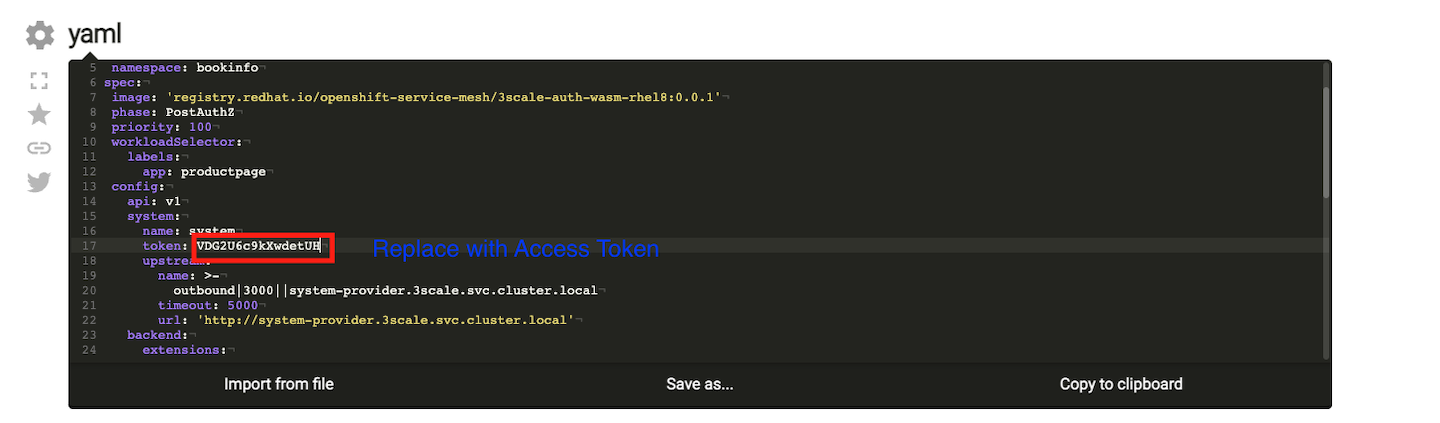 yaml
5 namespace: bookinfo¬
6 spec:¬
7 image: 'registry.redhat.io/openshift-service-mesh/3scale-auth-wasm-rhel8:0.0.1'¬
8 phase: PostAuthZ¬
9 priority: 100¬
10 workloadSelector:¬
11 labels:¬
12 app: productpage¬
13 config:¬
14 api: v1¬
15 system:¬
16 name: system¬
17 token: VDG2U6c9kXwdetUH¬ Replace with Access Token
18 upstream:¬
19 name: >-¬
20 outbound|3000||system-provider.3scale.svc.cluster.local¬
21 timeout: 5000¬
22 url: 'http://system-provider.3scale.svc.cluster.local'¬
23 backend:¬
24 extensions:¬
Import from file Save as... Copy to clipboard